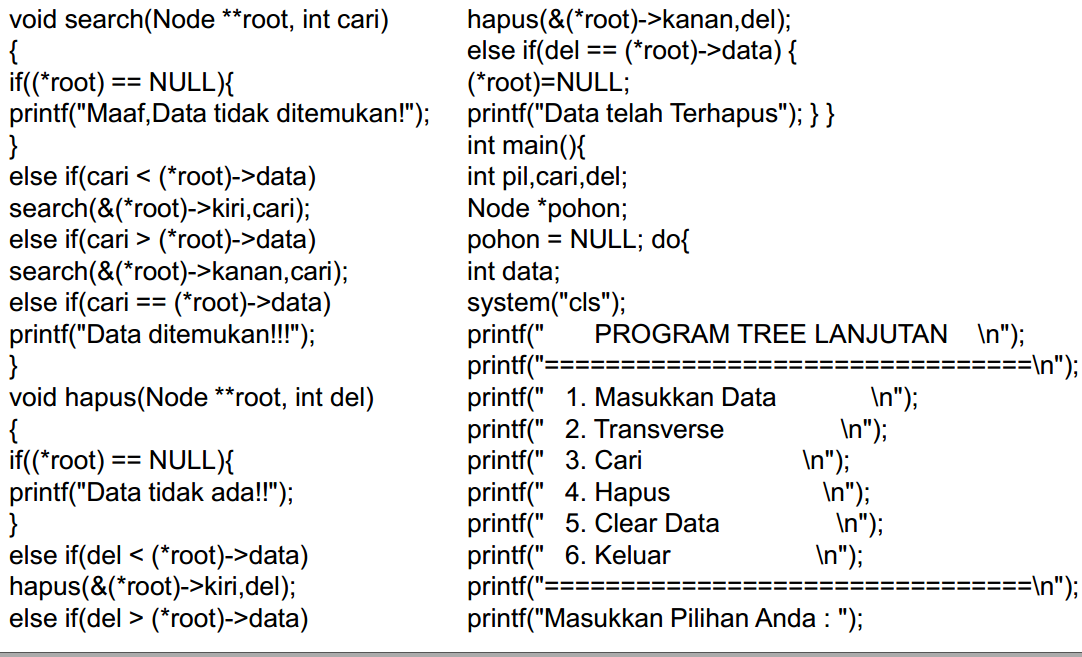 void search(Node **root, int cari)
{
if((*root) == NULL){
printf("Maaf,Data tidak ditemukan!");
}
else if(cari < (*root)->data)
search(&(*root)->kiri,cari);
else if(cari > (*root)->data)
search(&(*root)->kanan,cari);
else if(cari == (*root)->data)
printf("Data ditemukan!!!");
}
void hapus(Node **root, int del)
{
if((*root) == NULL){
printf("Data tidak ada!!");
}
else if(del < (*root)->data)
hapus(&(*root)->kiri,del);
else if(del > (*root)->data)
hapus(&(*root)->kanan,del);
else if(del == (*root)->data) {
(*root)=NULL;
printf("Data telah Terhapus"); } }
int main(){
int pil,cari,del;
Node *pohon;
pohon = NULL; do{
int data;
system("cls");
printf("       PROGRAM TREE LANJUTAN    \n");
printf("================================\n");
printf("   1. Masukkan Data             \n");
printf("   2. Transverse                \n");
printf("   3. Cari                      \n");
printf("   4. Hapus                     \n");
printf("   5. Clear Data                \n");
printf("   6. Keluar                    \n");
printf("================================\n");
printf("Masukkan Pilihan Anda : ");